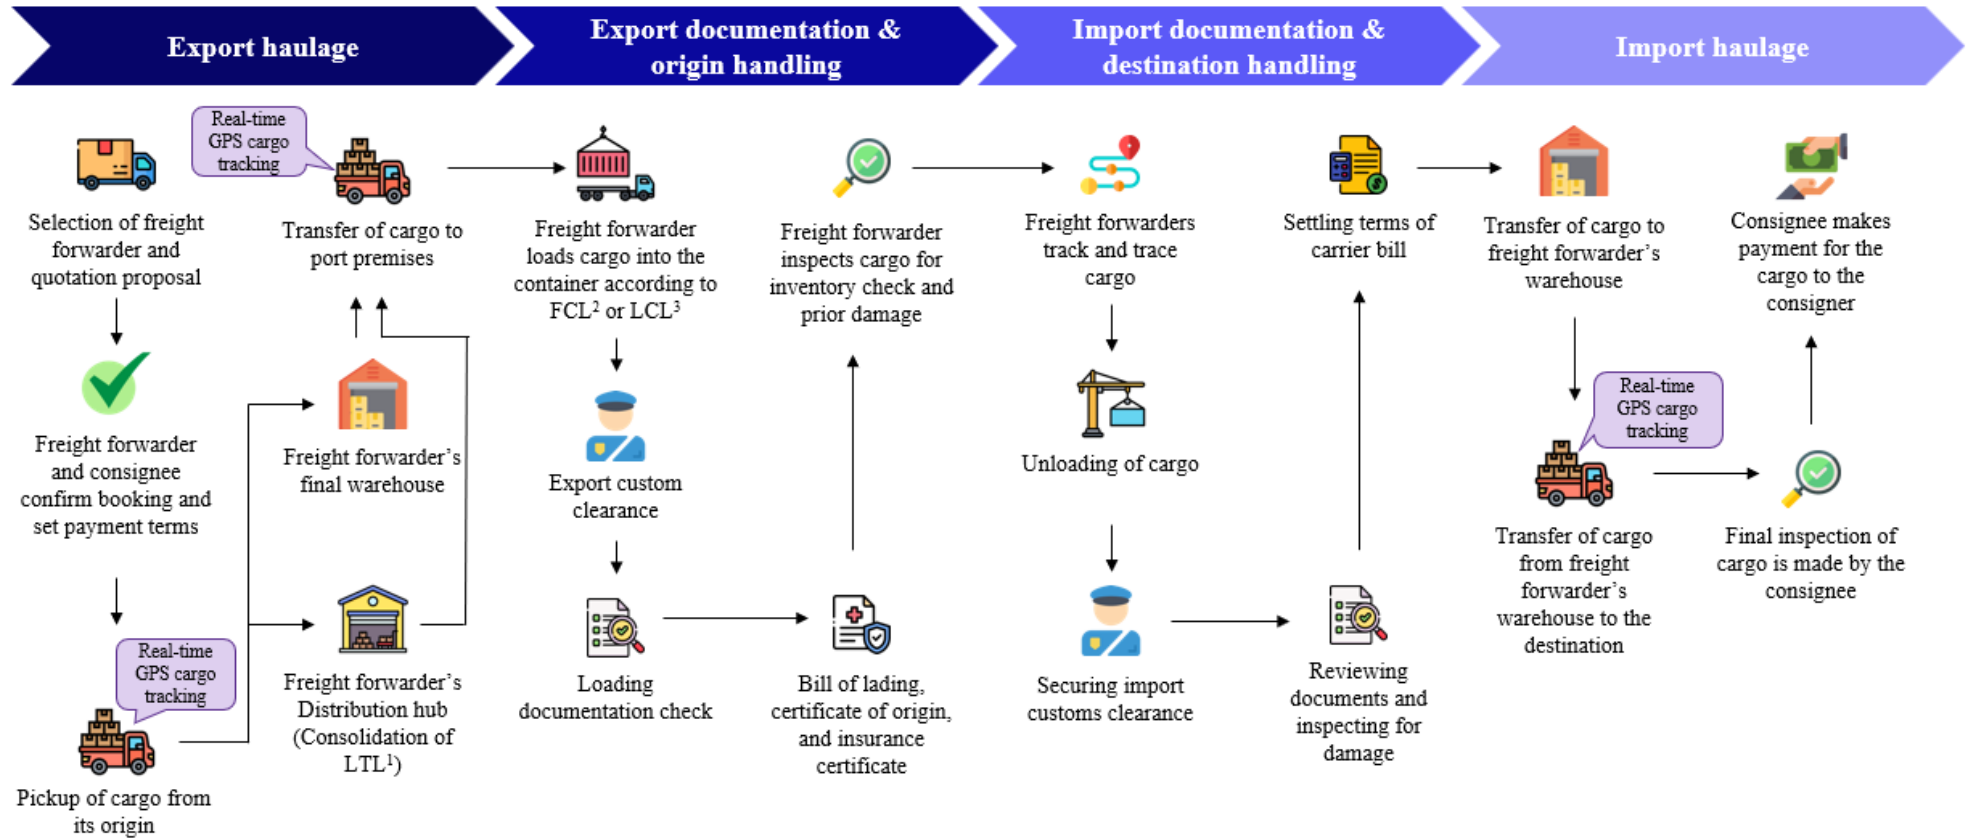 Export haulage
Export documentation &
origin handling
Import documentation &
destination handling
Import haulage
Selection of freight
forwarder and
quotation proposal
Freight forwarder
and consignee
confirm booking and
set payment terms
Real-time
GPS cargo
tracking
Pickup of cargo from
its origin
Real-time
GPS cargo
tracking
Transfer of cargo to
port premises
Freight forwarder’s
final warehouse
Freight forwarder’s
Distribution hub
(Consolidation of
LTL¹)
Freight forwarder
loads cargo into the
container according to
FCL² or LCL³
Export custom
clearance
Loading
documentation check
Freight forwarder
inspects cargo for
inventory check and
prior damage
Bill of lading,
certificate of origin,
and insurance
certificate
Freight forwarders
track and trace
cargo
Unloading of cargo
Securing import
customs clearance
Settling terms of
carrier bill
Reviewing
documents and
inspecting for
damage
Transfer of cargo to
freight forwarder’s
warehouse
Real-time
GPS cargo
tracking
Transfer of cargo
from freight
forwarder’s
warehouse to the
destination
Consignee makes
payment for the
cargo to the
consigner
Final inspection of
cargo is made by the
consignee